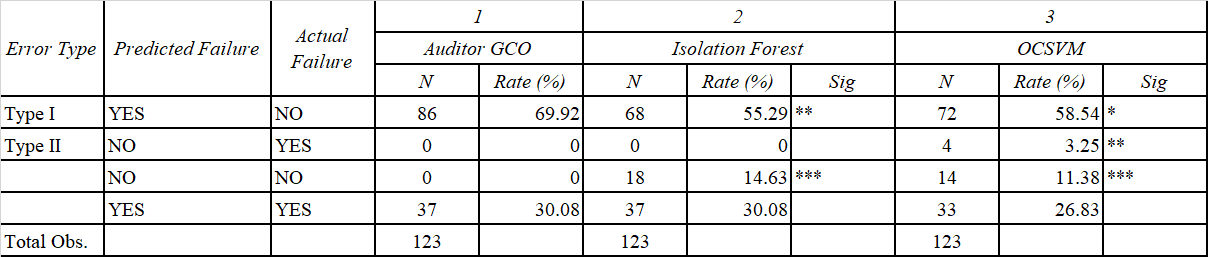 1 2 3
Error Type Predicted Failure Actual Failure Auditor GCO Isolation Forest OCSVM
N Rate (%) N Rate (%) Sig N Rate (%) Sig
Type I YES NO 86 69.92 68 55.29 ** 72 58.54 *
Type II NO YES 0 0 0 0 4 3.25 **
NO NO 0 0 18 14.63 *** 14 11.38 ***
YES YES 37 30.08 37 30.08 33 26.83
Total Obs. 123 123 123